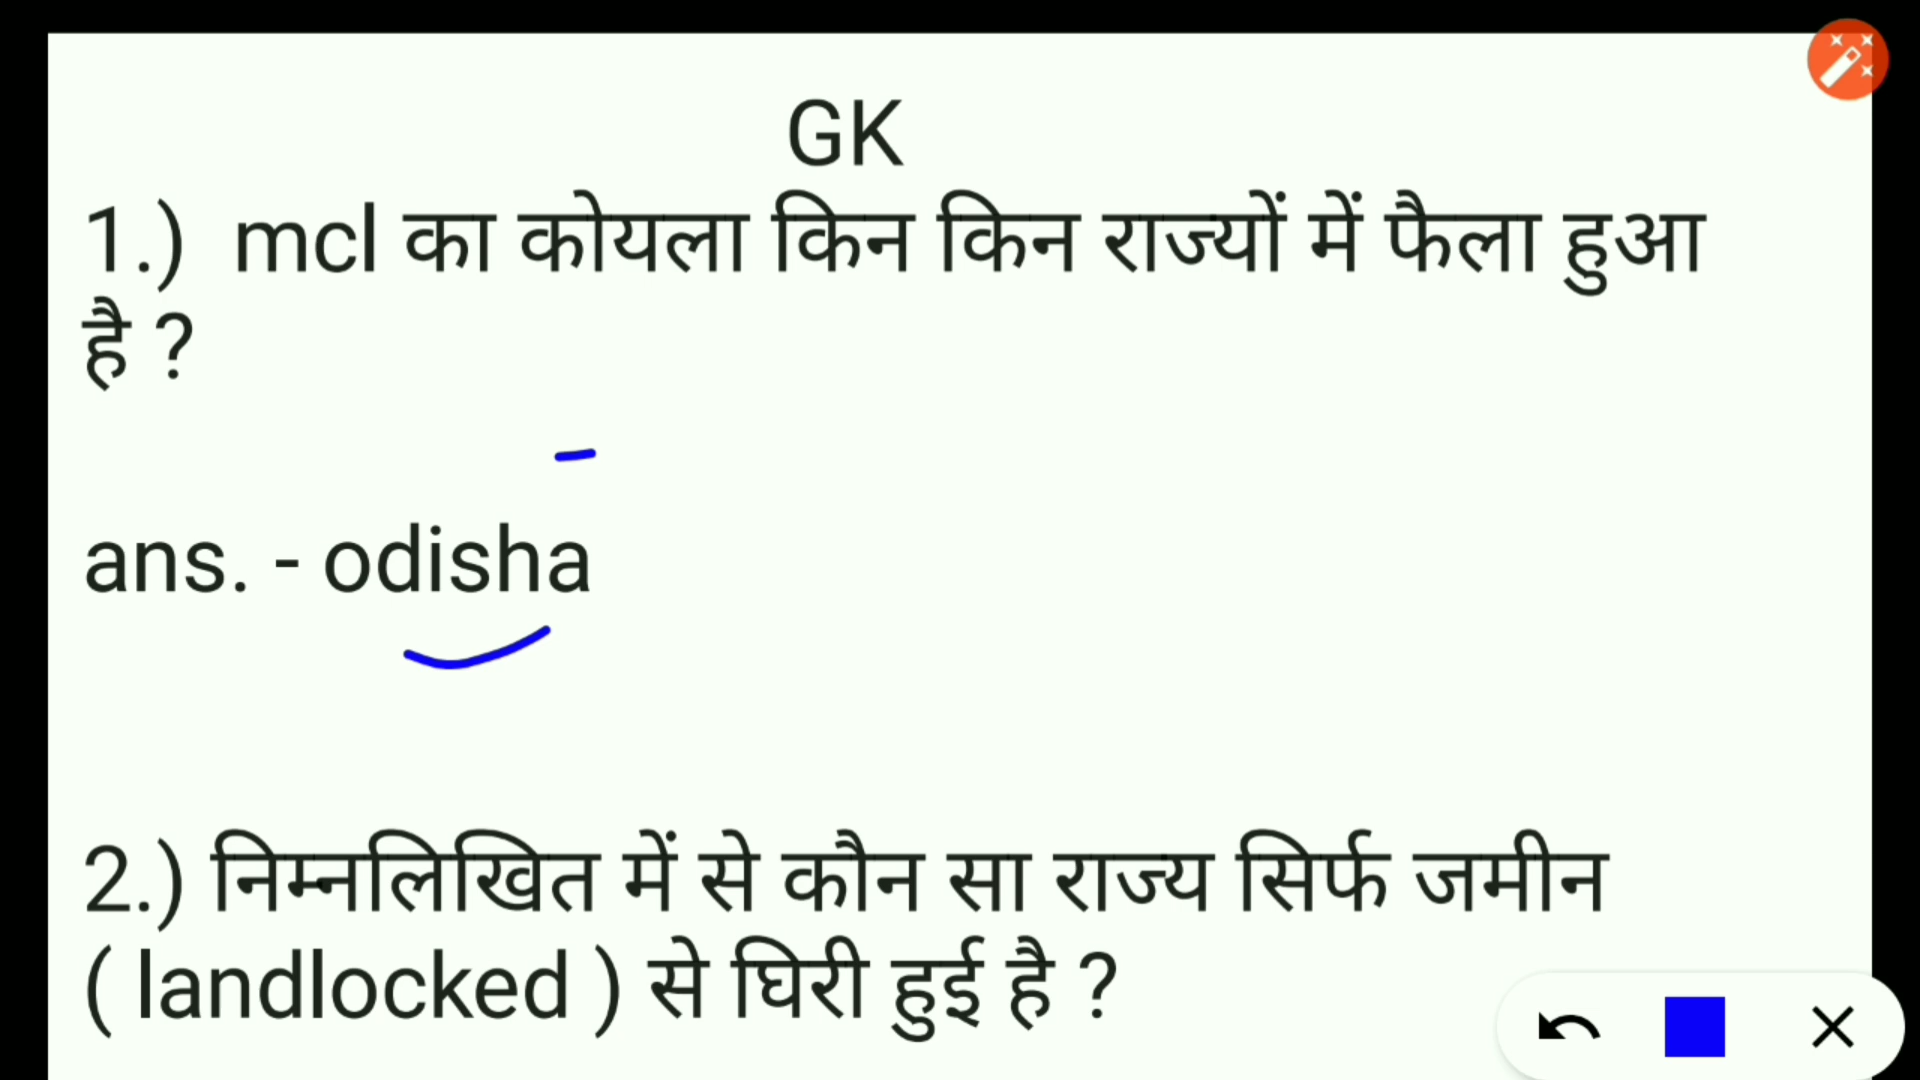 GK
1.) mcl का कोयला किन किन राज्यों में फैला हुआ
है ?
ans. - odisha
2.) निम्नलिखित में से कौन सा राज्य सिर्फ जमीन
( landlocked ) से घिरी हुई है ?